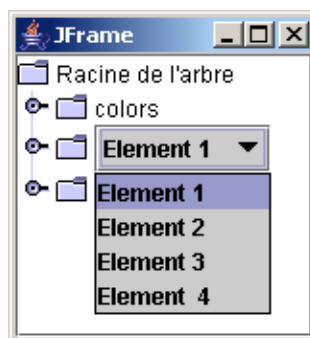 JFrame
Racine de l'arbre
colors
Element 1
Element 1
Element 2
Element 3
Element  4